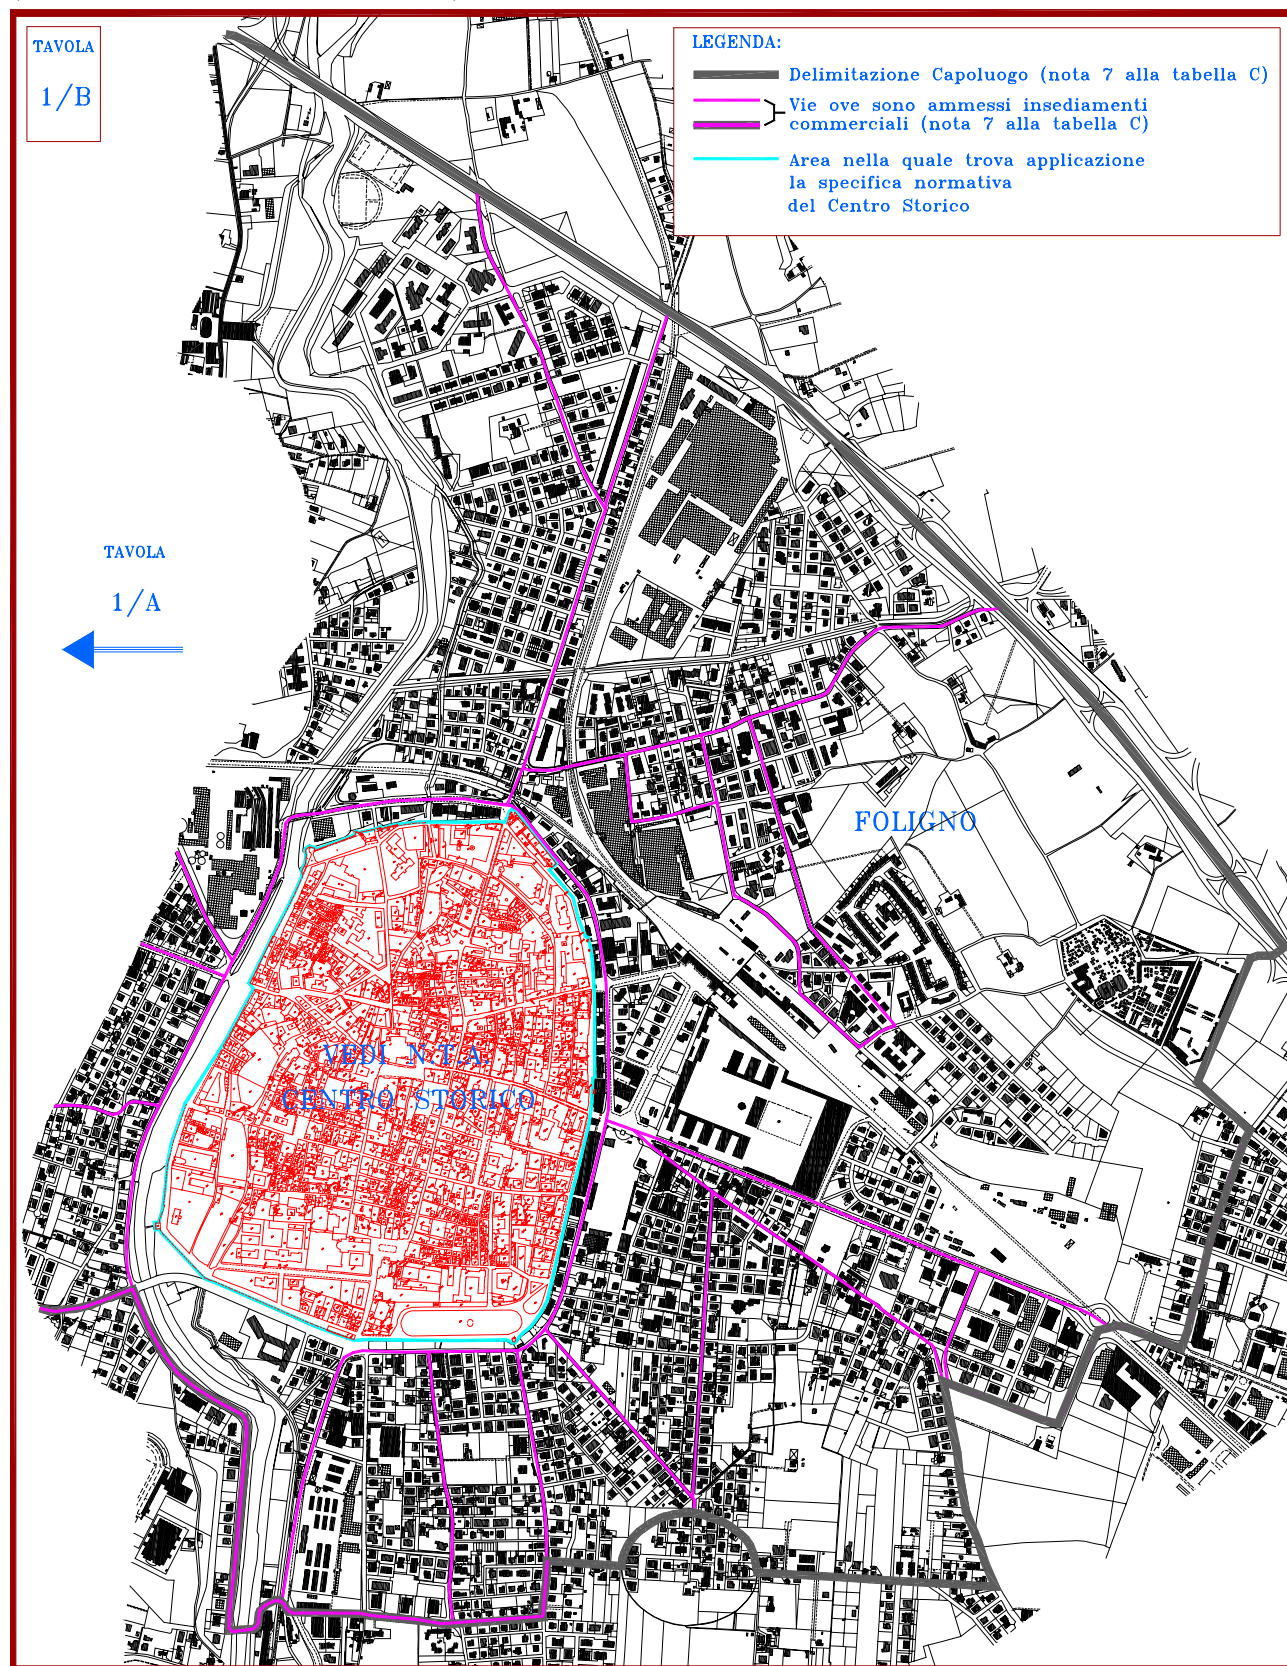 TAVOLA
1/B
LEGENDA:
Delimitazione Capoluogo (nota 7 alla tabella C)
Vie ove sono ammessi insediamenti
commerciali (nota 7 alla tabella C)
Area nella quale trova applicazione
la specifica normativa
del Centro Storico
TAVOLA
1/A
FOLIGNO
VEDI N.T.A.
CENTRO STORICO